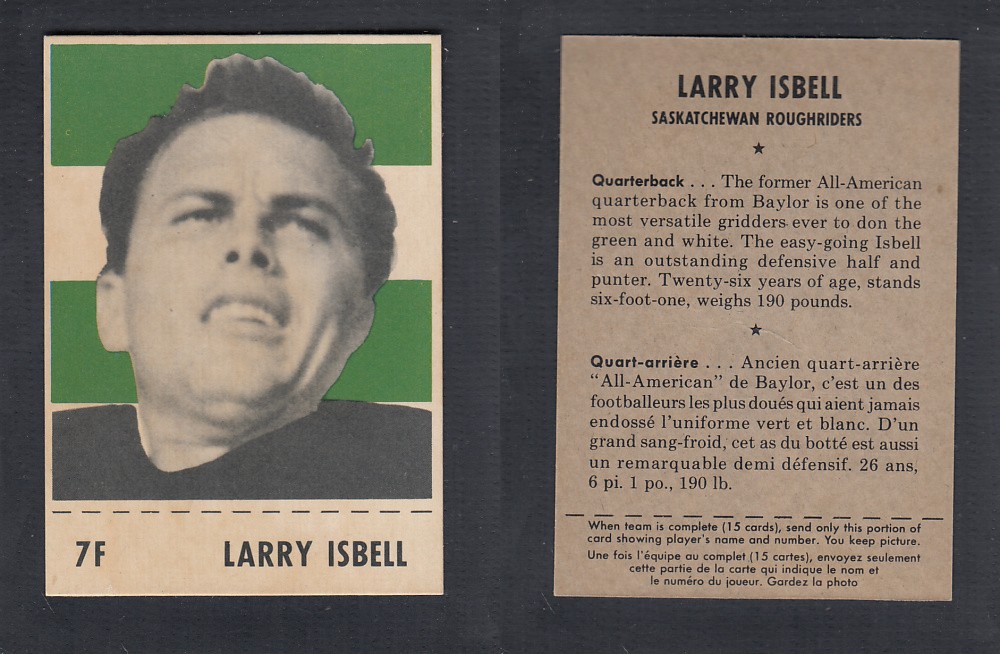 7F LARRY ISBELL
LARRY ISBELL
SASKATCHEWAN ROUGHRIDERS
Quarterback . . . The former All-American
quarterback from Baylor is one of the
most versatile gridders ever to don the
green and white. The easy-going Isbell
is an outstanding defensive half and
punter. Twenty-six years of age, stands
six-foot-one, weighs 190 pounds.
Quart-arrière . . . Ancien quart-arrière
“All-American” de Baylor, c'est un des
footballeurs les plus doués qui aient jamais
endossé l'uniforme vert et blanc. D'un
grand sang-froid, cet as du botté est aussi
un remarquable demi défensif. 26 ans,
6 pi. 1 po., 190 lb.
When team is complete (15 cards), send only this portion of
card showing player's name and number. You keep picture.
Une fois l'équipe au complet (15 cartes), envoyez seulement
cette partie de la carte qui indique le nom et
le numéro du joueur. Gardez la photo